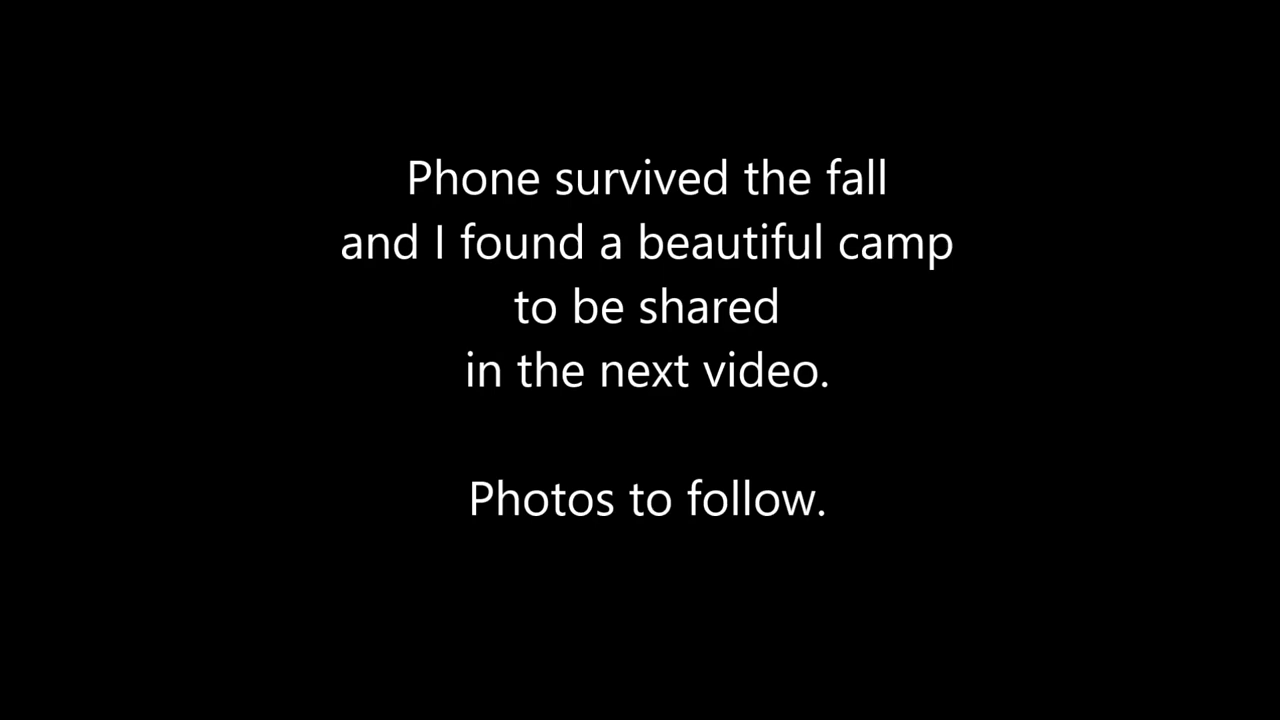 Phone survived the fall
and I found a beautiful camp
to be shared
in the next video.
Photos to follow.